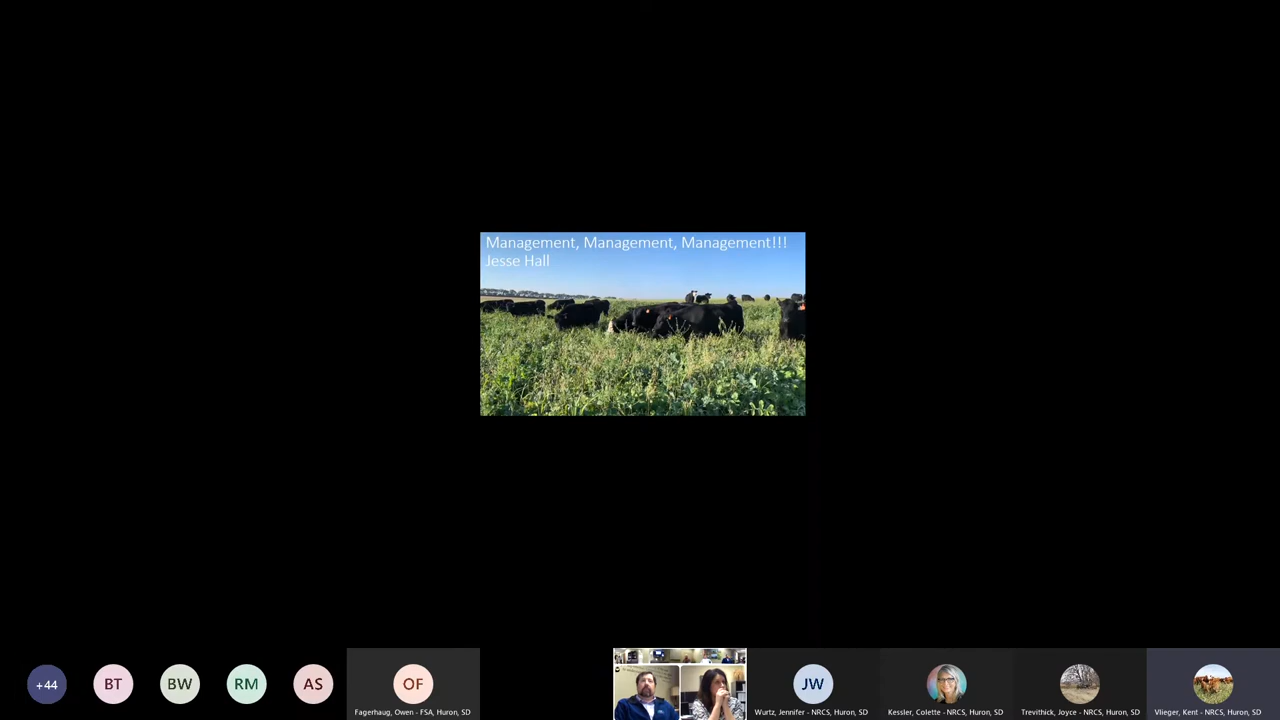 Management, Management, Management!!!
Jesse Hall
+44
BT
BW
RM
AS
OF
Fagerhaug, Owen - FSA, Huron, SD
JW
Wurtz, Jennifer - NRCS, Huron, SD
Kessler, Colette - NRCS, Huron, SD
Trevithick, Joyce - NRCS, Huron, SD
Vlieger, Kent - NRCS, Huron, SD